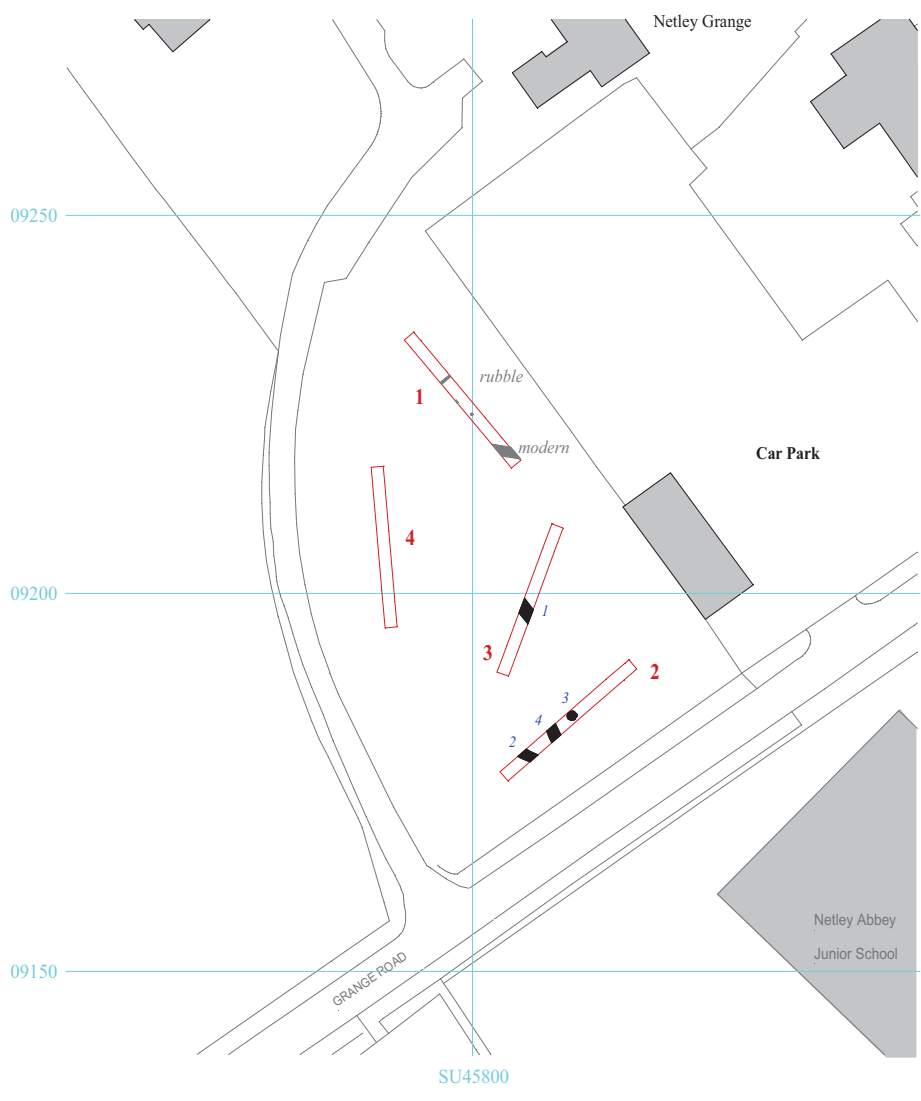 Netley Grange
09250
rubble
1
modern
Car Park
4
09200
1
3
2
3
4
2
Netley Abbey
Junior School
09150
GRANGE ROAD
SU45800